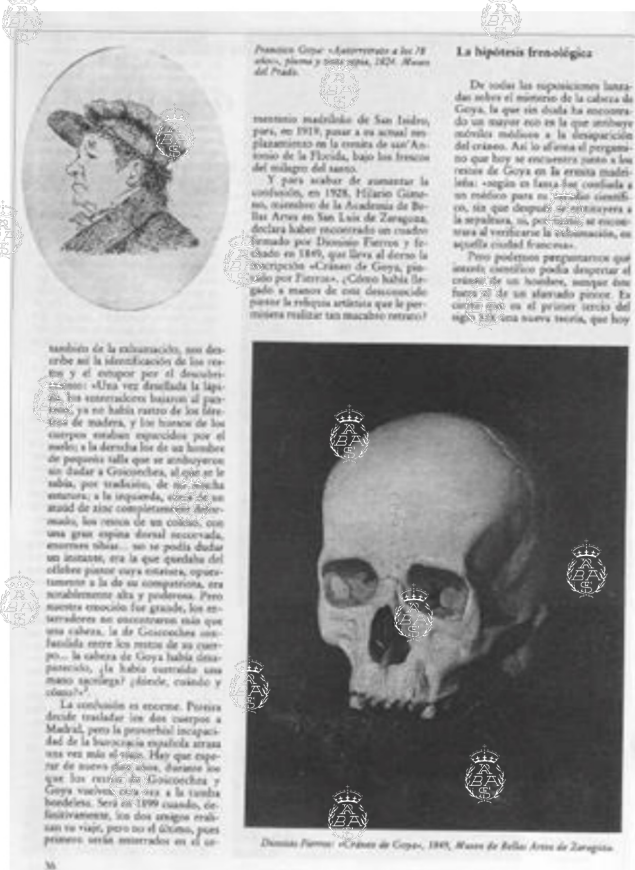 Francisco Goya: «Autorretrato a los 78
años», pluma y tinta sepia, 1824. Museo
del Prado.
también de la exhumación, nos des-
cribe así la identificación de los res-
tos y el estupor por el descubri-
miento: «Una vez desellada la lápi-
da, los enterradores bajaron al pan-
teón, ya no había rastro de los fére-
tros de madera, y los huesos de los
cuerpos estaban esparcidos por el
suelo; a la derecha los de un hombre
de pequeña talla que se atribuyeron
sin dudar a Goicoechea, al que se le
sabía, por tradición, de
estatura; a la izquierda, cerca de un
ataúd de zinc completamente defor-
mado, los restos de un coloso, con
una gran espina dorsal encorvada,
enormes tibias... no se podía dudar
un instante, era la que quedaba del
célebre pintor cuya estatura, opues-
tamente a la de su compatriota, era
notablemente alta y poderosa. Pero
nuestra emoción fue grande, los en-
terradores no encontraron más que
una cabeza, la de Goicoechea con-
fundida entre los restos de su cuer-
po... la cabeza de Goya había desa-
parecido, ¿la había sustraído una
mano sacrílega? ¿dónde, cuándo y
cómo?»
La confusión es enorme. Pereira
decide trasladar los dos cuerpos a
Madrid, pero la proverbial incapaci-
dad de la burocracia española atrasa
una vez más el viaje. Hay que espe-
rar de nuevo diez años, durante los
que los restos de Goicoechea y
Goya vuelven otra vez a la tumba
bordelesa. Será en 1899 cuando, de-
finitivamente, los dos amigos reali-
zan su viaje, pero no el último, pues
primero serán enterrados en el ce-
menterio madrileño de San Isidro,
para, en 1919, pasar a su actual em-
plazamiento en la ermita de san An-
tonio de la Florida, bajo los frescos
del milagro del santo.
Y para acabar de aumentar la
confusión, en 1928, Hilario Gime-
no, miembro de la Academia de Be-
llas Artes en San Luis de Zaragoza,
declara haber encontrado un cuadro
firmado por Dionisio Fierros y fe-
chado en 1849, que lleva al dorso la
inscripción «Cráneo de Goya, pin-
tado por Fierros». ¿Cómo había lle-
gado a manos de este desconocido
pintor la reliquia artística que le per-
mitiera realizar tan macabro retrato?
La hipótesis frenológica
De todas las suposiciones lanza-
das sobre el misterio de la cabeza de
Goya, la que sin duda ha encontra-
do un mayor eco es la que atribuye
móviles médicos a la desaparición
del cráneo. Así lo afirma el pergami-
no que hoy se encuentra junto a los
restos de Goya en la ermita madri-
leña: «según es fama fue confiada a
un médico para su estudio científi-
co, sin que después se restituyera a
la sepultura, ni, por tanto, se encon-
trara al verificarse la exhumación, en
aquella ciudad francesa».
Pero podemos preguntarnos qué
interés científico podía despertar el
cráneo de un hombre, aunque éste
fuera el de un afamado pintor. Es
cierto que en el primer tercio del
siglo XIX una nueva teoría, que hoy
Dionisio Fierros: «Cráneo de Goya», 1849, Museo de Bellas Artes de Zaragoza.
36